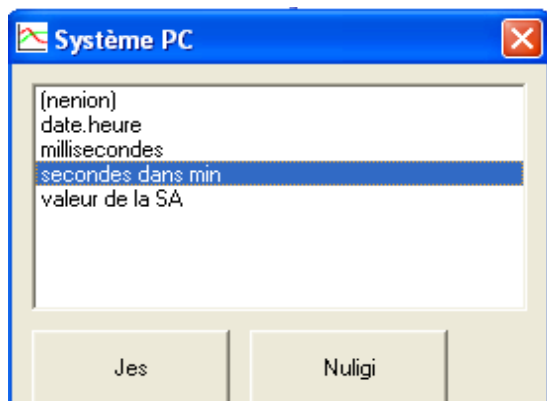 Système PC
(nenion)
date.heure
millisecondes
secondes dans min
valeur de la SA
Jes
Nuligi